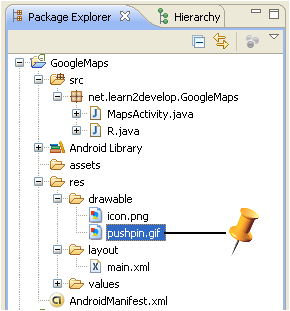 Package Explorer
Hierarchy
GoogleMaps
src
net.learn2develop.GoogleMaps
MapsActivity.java
R.java
Android Library
assets
res
drawable
icon.png
pushpin.gif
layout
main.xml
values
AndroidManifest.xml